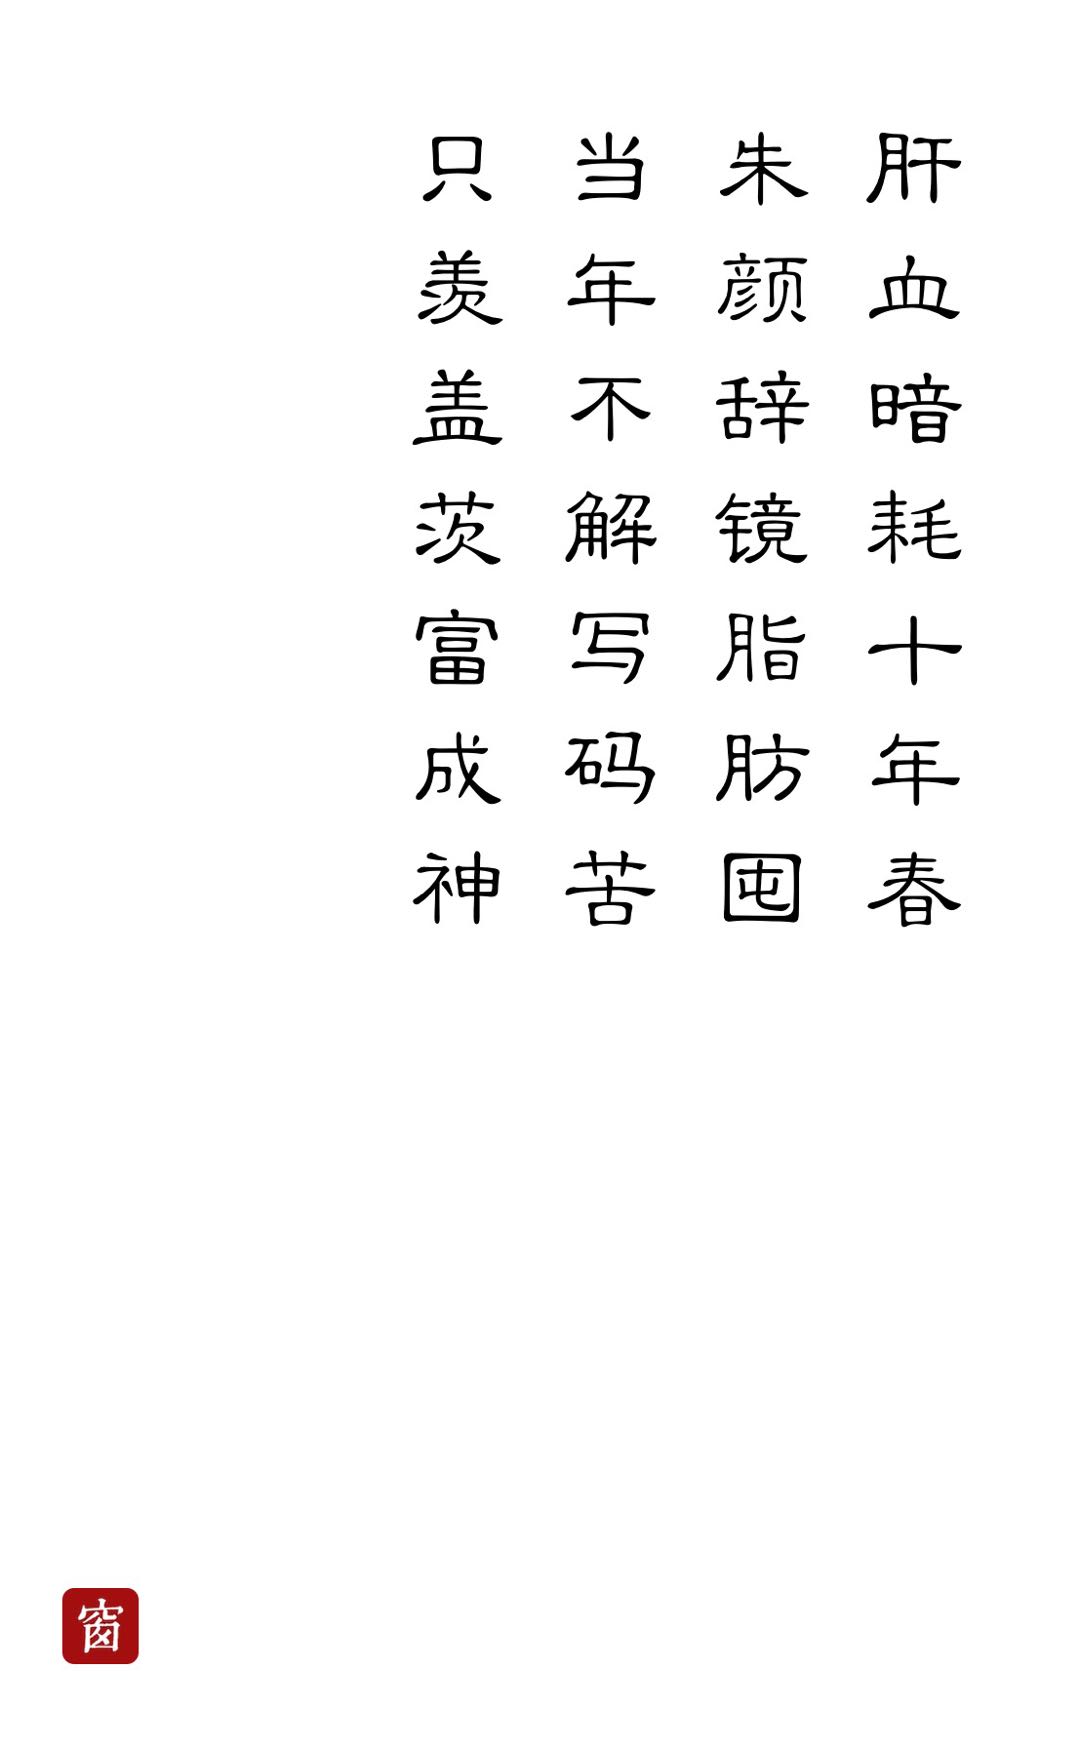 肝血暗耗十年春
朱颜辞镜脂肪囤
当年不解写码苦
只羡盖茨富成神
窗